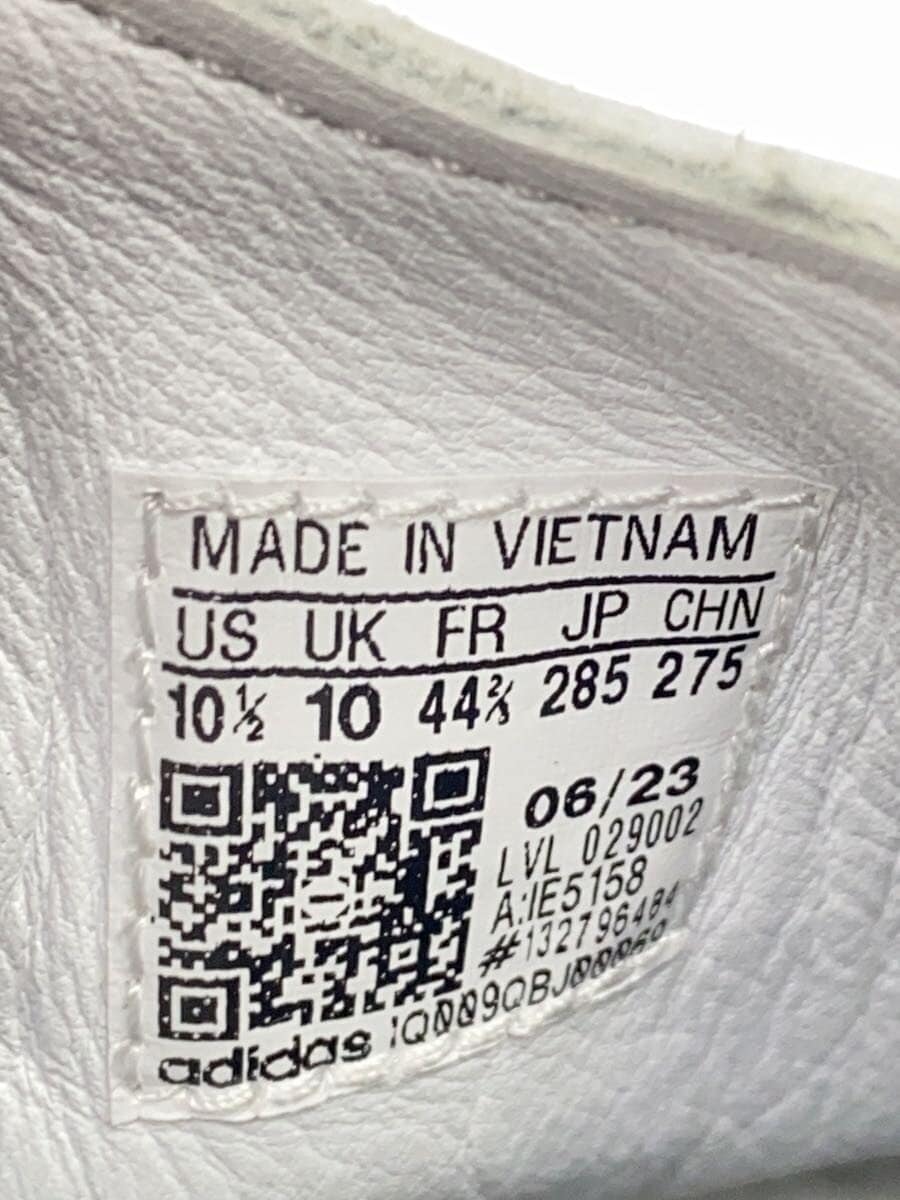 MADE IN VIETNAM
US UK FR JP CHN
10½ 10 44⅔ 285 275
06/23
LVL 029002
A:IE5158
#132796484
adidas